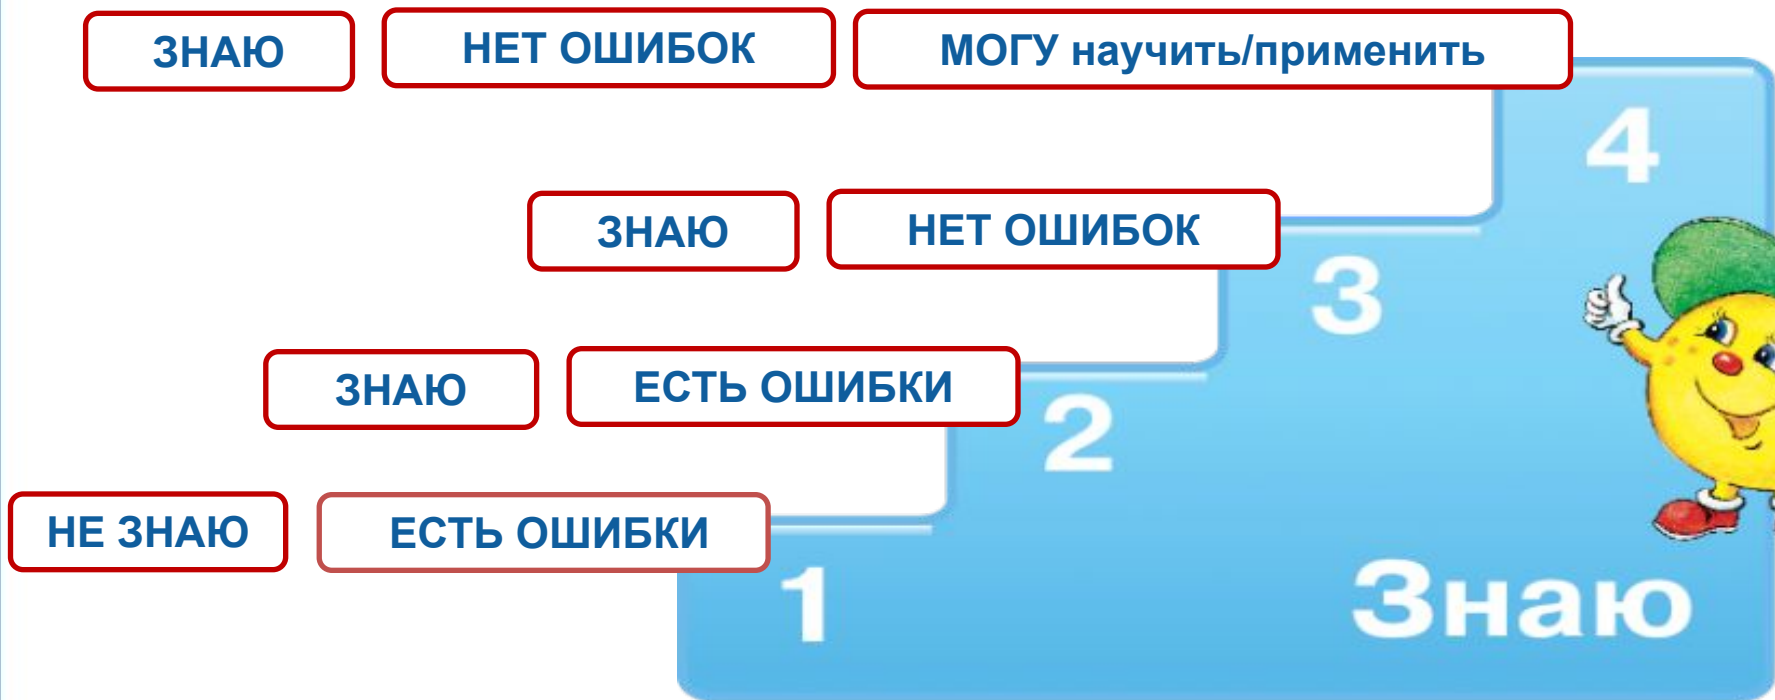 ЗНАЮ НЕТ ОШИБОК МОГУ научить/применить
4
ЗНАЮ НЕТ ОШИБОК
3
ЗНАЮ ЕСТЬ ОШИБКИ
2
НЕ ЗНАЮ ЕСТЬ ОШИБКИ
1
Знаю